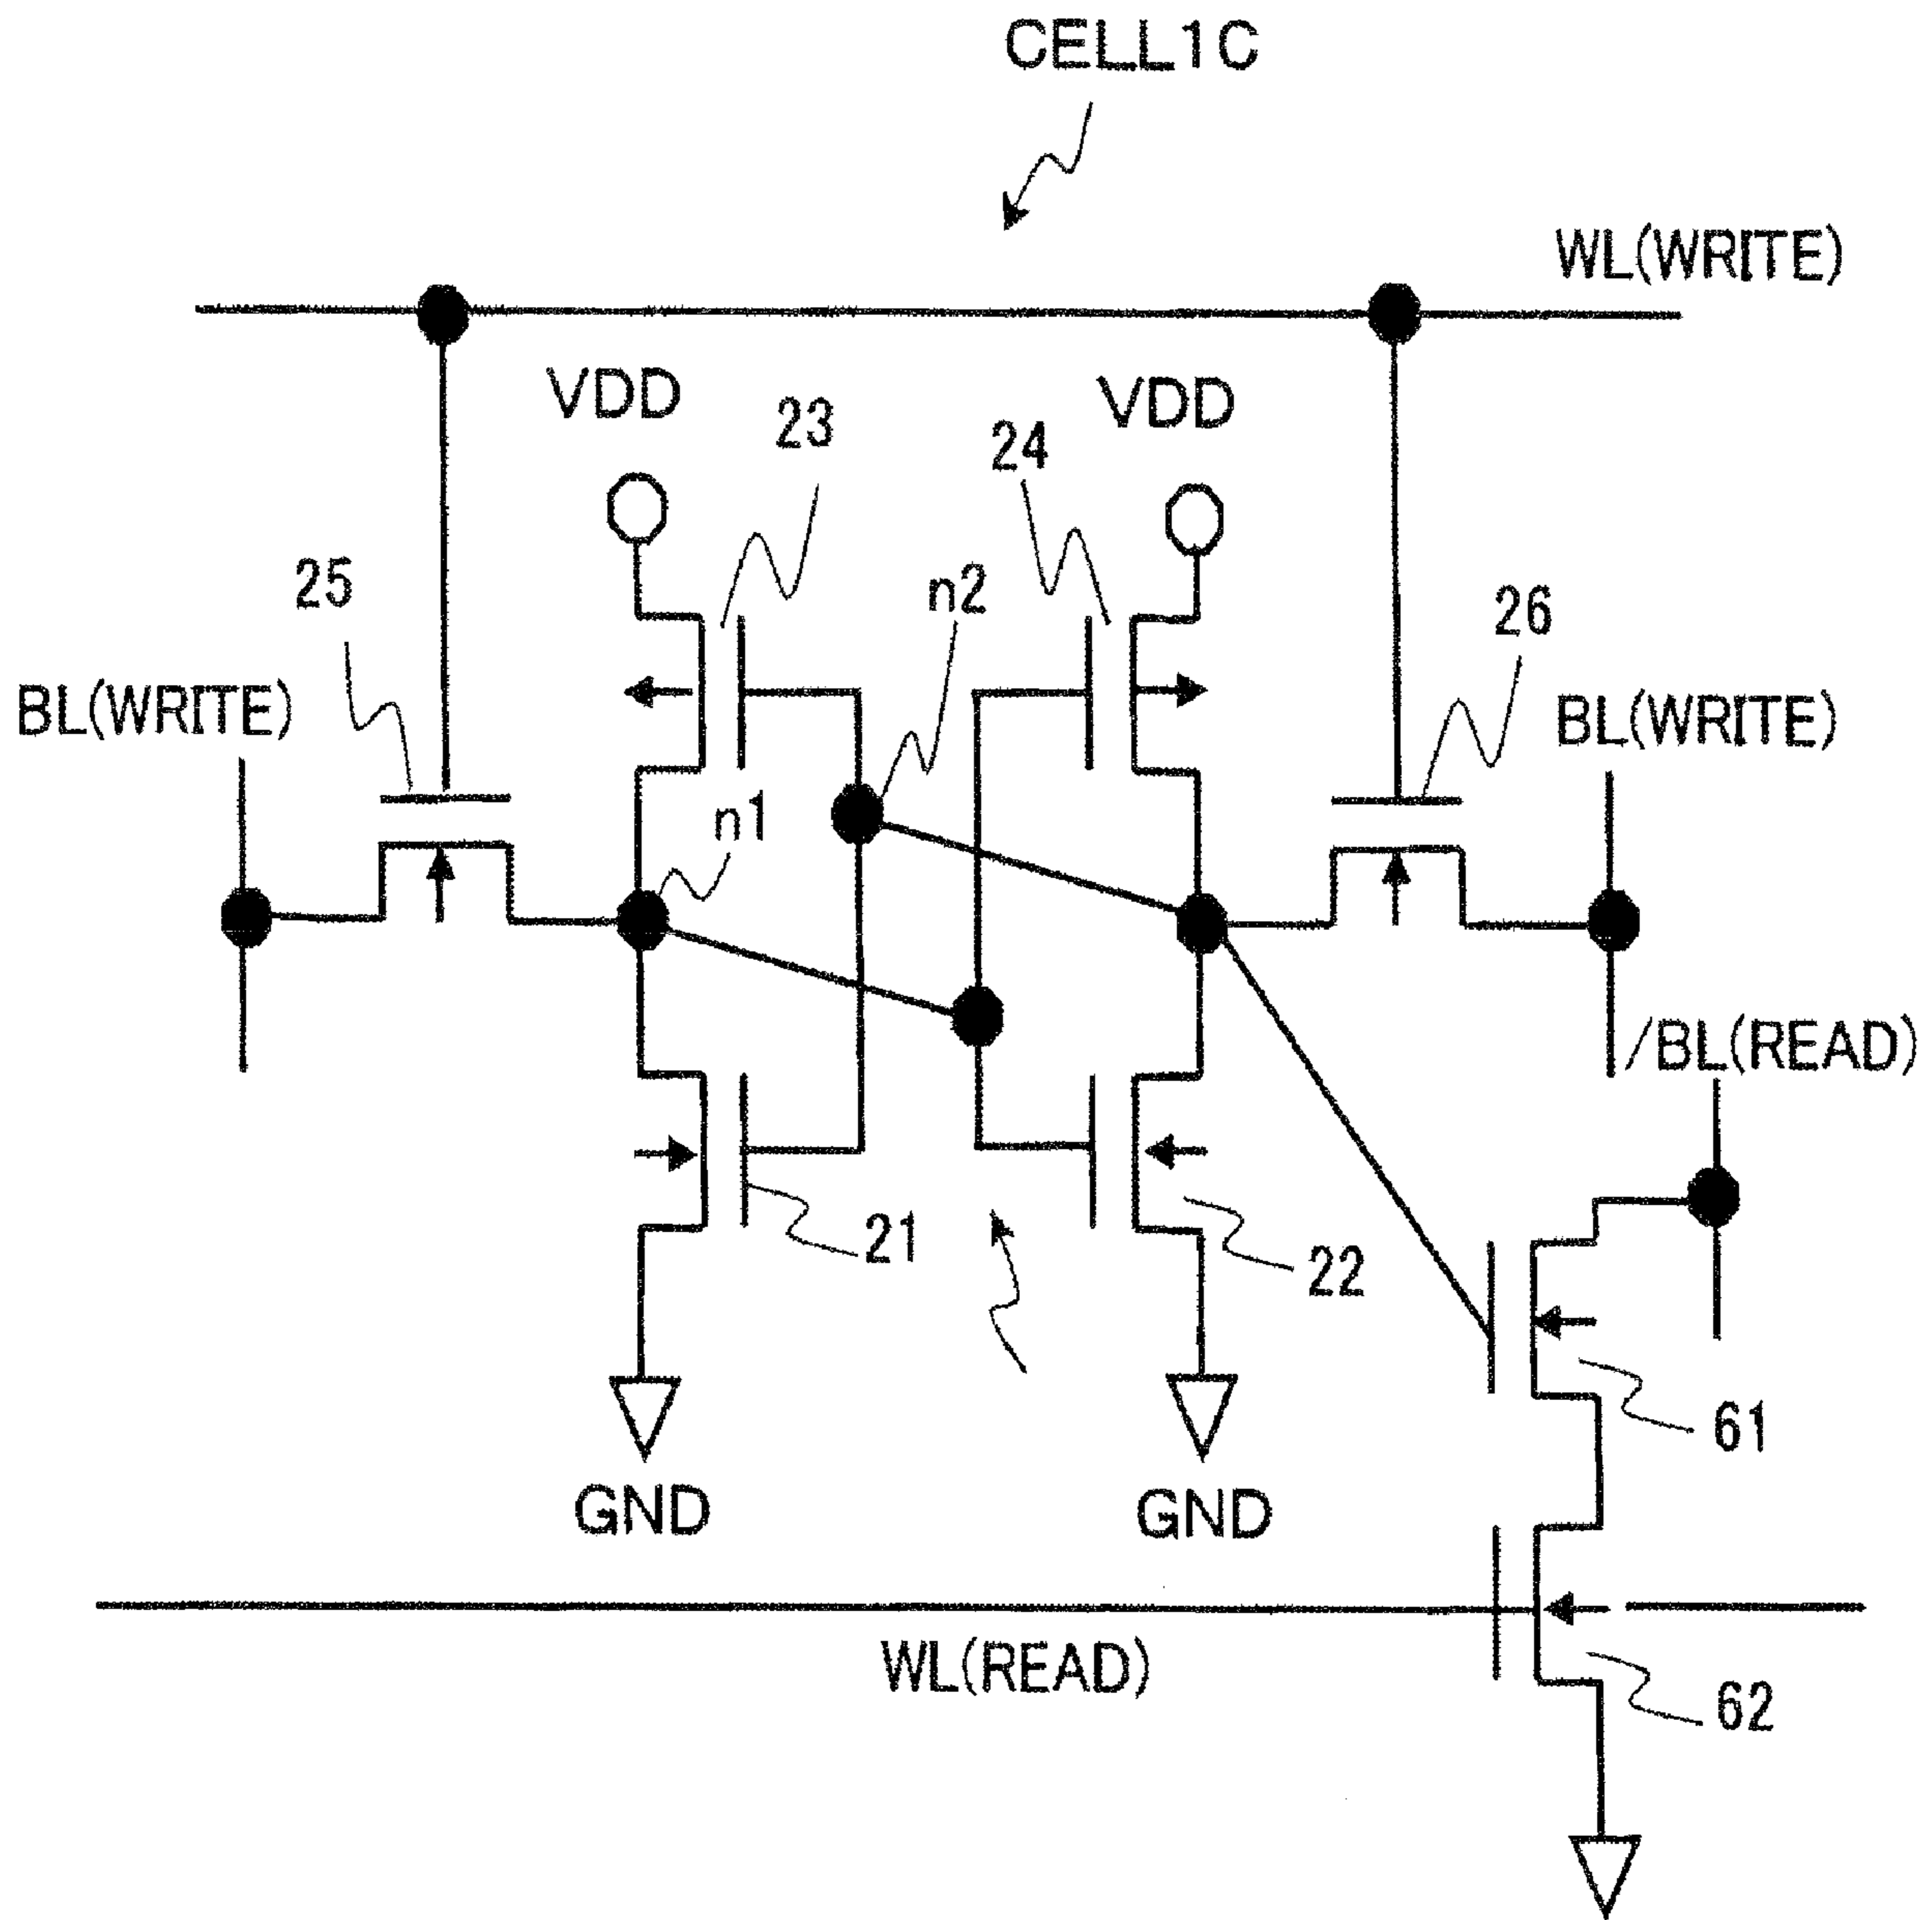 CELL1C
WL(WRITE)
VDD
23
24
VDD
25
n2
26
BL(WRITE)
BL(WRITE)
n1
/BL(READ)
21
22
61
GND
GND
WL(READ)
62